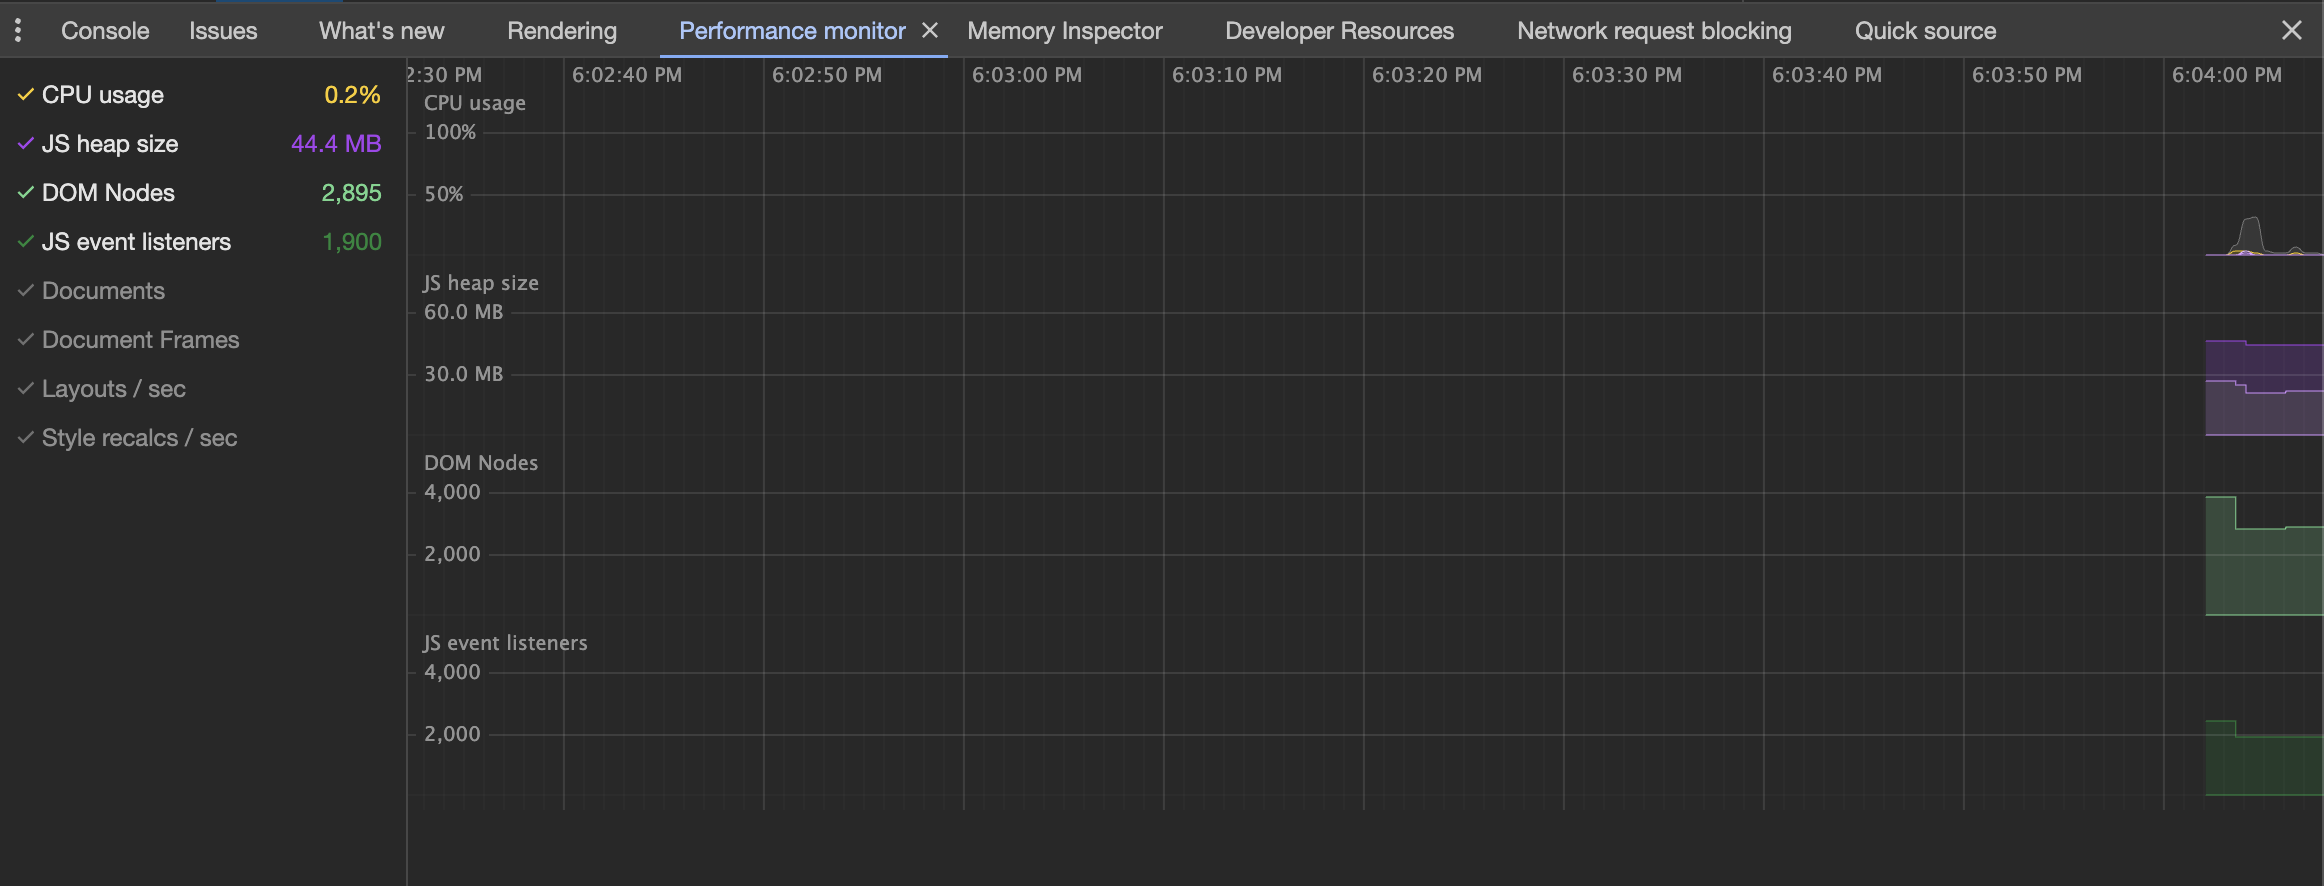 Console Issues What's new Rendering Performance monitor Memory Inspector Developer Resources Network request blocking Quick source
2:30 PM 6:02:40 PM 6:02:50 PM 6:03:00 PM 6:03:10 PM 6:03:20 PM 6:03:30 PM 6:03:40 PM 6:03:50 PM 6:04:00 PM
CPU usage 0.2%
JS heap size 44.4 MB
DOM Nodes 2,895
JS event listeners 1,900
Documents
Document Frames
Layouts / sec
Style recalcs / sec
CPU usage
100%
50%
JS heap size
60.0 MB
30.0 MB
DOM Nodes
4,000
2,000
JS event listeners
4,000
2,000